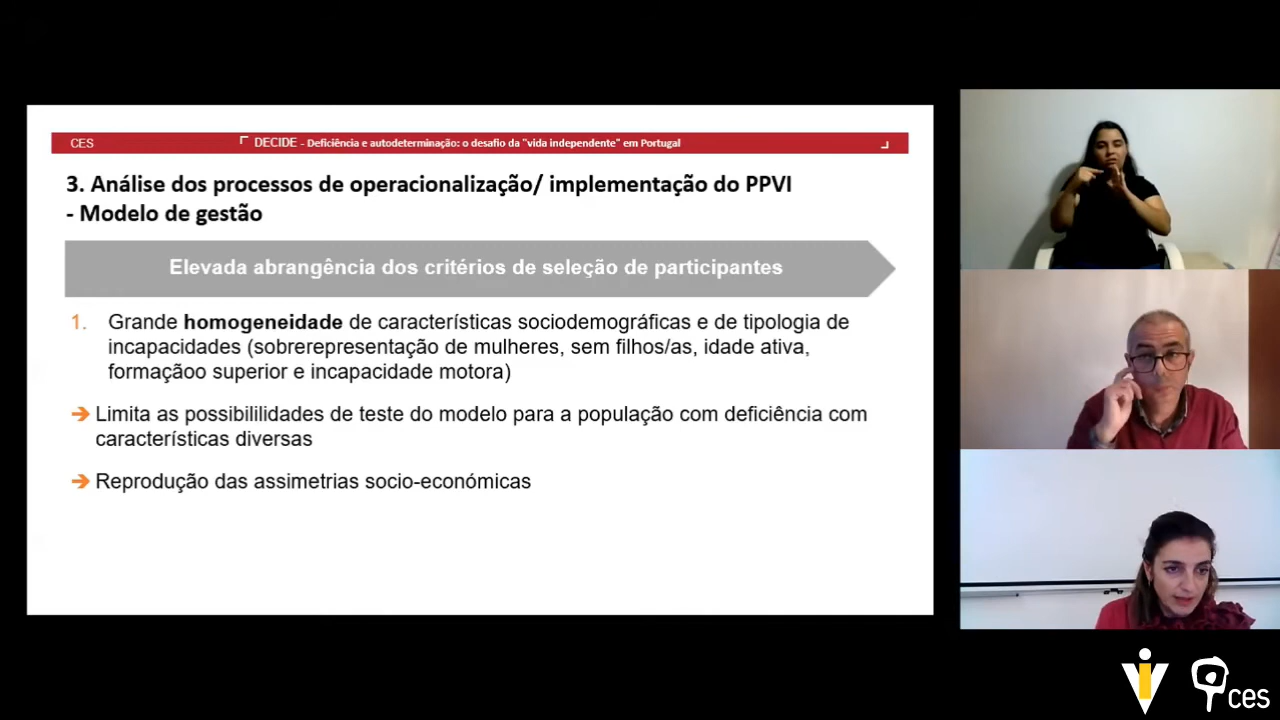 CES
DECIDE - Deficiência e autodeterminação: o desafio da "vida independente" em Portugal
3. Análise dos processos de operacionalização/ implementação do PPVI
- Modelo de gestão
Elevada abrangência dos critérios de seleção de participantes
1. Grande homogeneidade de características sociodemográficas e de tipologia de
incapacidades (sobrerepresentação de mulheres, sem filhos/as, idade ativa,
formaçãoo superior e incapacidade motora)
➔ Limita as possibililidades de teste do modelo para a população com deficiência com
características diversas
➔ Reprodução das assimetrias socio-económicas
iV
ces